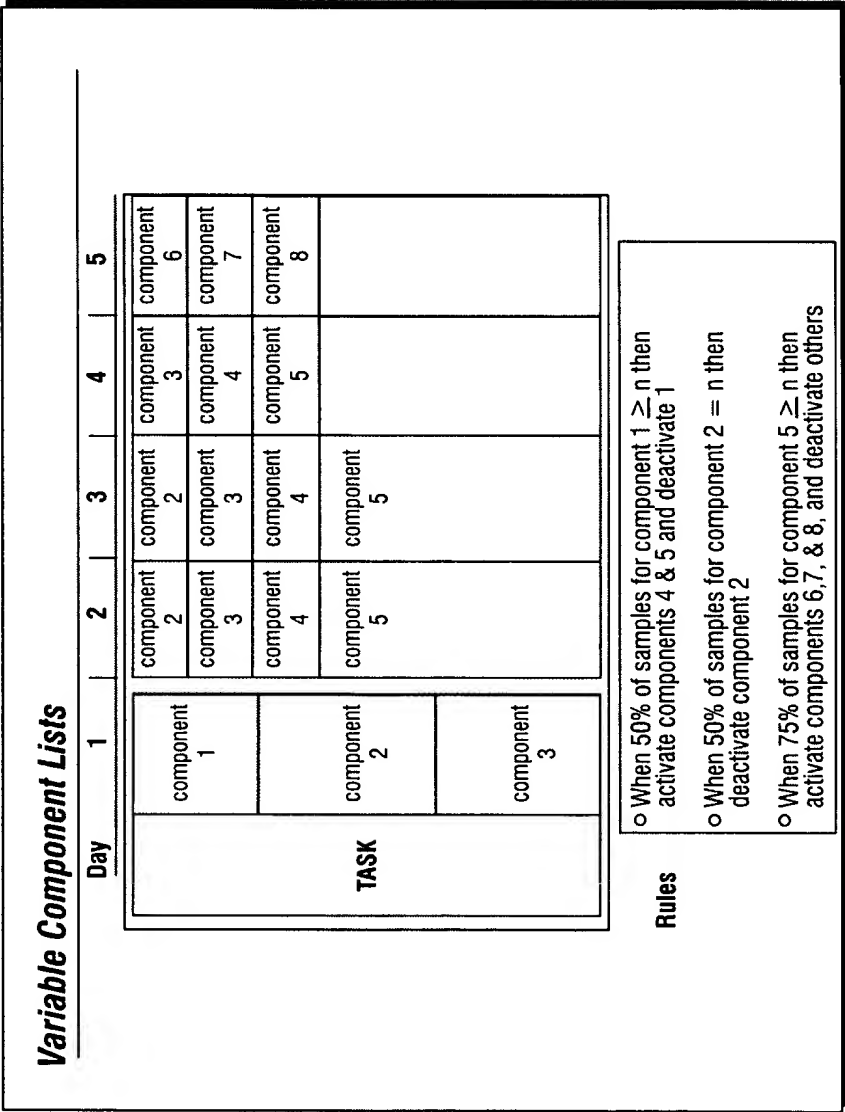 Variable Component Lists
Day 1 2 3 4 5
TASK
component
1
component
2
component
3
component
2
component
3
component
4
component
5
component
2
component
3
component
4
component
5
component
3
component
4
component
5
component
6
component
7
component
8
Rules
o When 50% of samples for component 1 ≥ n then
activate components 4 & 5 and deactivate 1
o When 50% of samples for component 2 = n then
deactivate component 2
o When 75% of samples for component 5 ≥ n then
activate components 6,7, & 8, and deactivate others